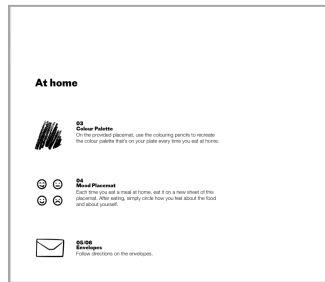 At home
03
Colour Palette
On the provided placemat, use the colouring pencils to recreate
the colour palette that's on your plate every time you eat at home.
04
Mood Placemat
Each time you eat a meal at home, eat it on a new sheet of this
placemat. After eating, simply circle how you feel about the food
and about yourself.
05/06
Envelopes
Follow directions on the envelopes.